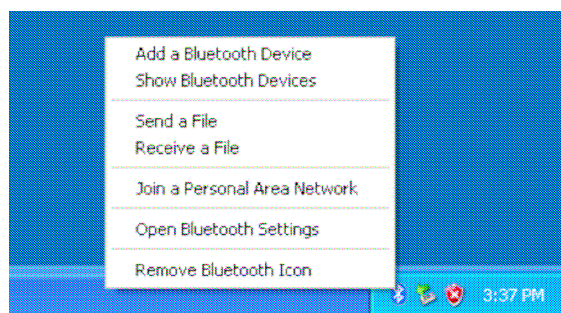 Add a Bluetooth Device
Show Bluetooth Devices
Send a File
Receive a File
Join a Personal Area Network
Open Bluetooth Settings
Remove Bluetooth Icon
3:37 PM